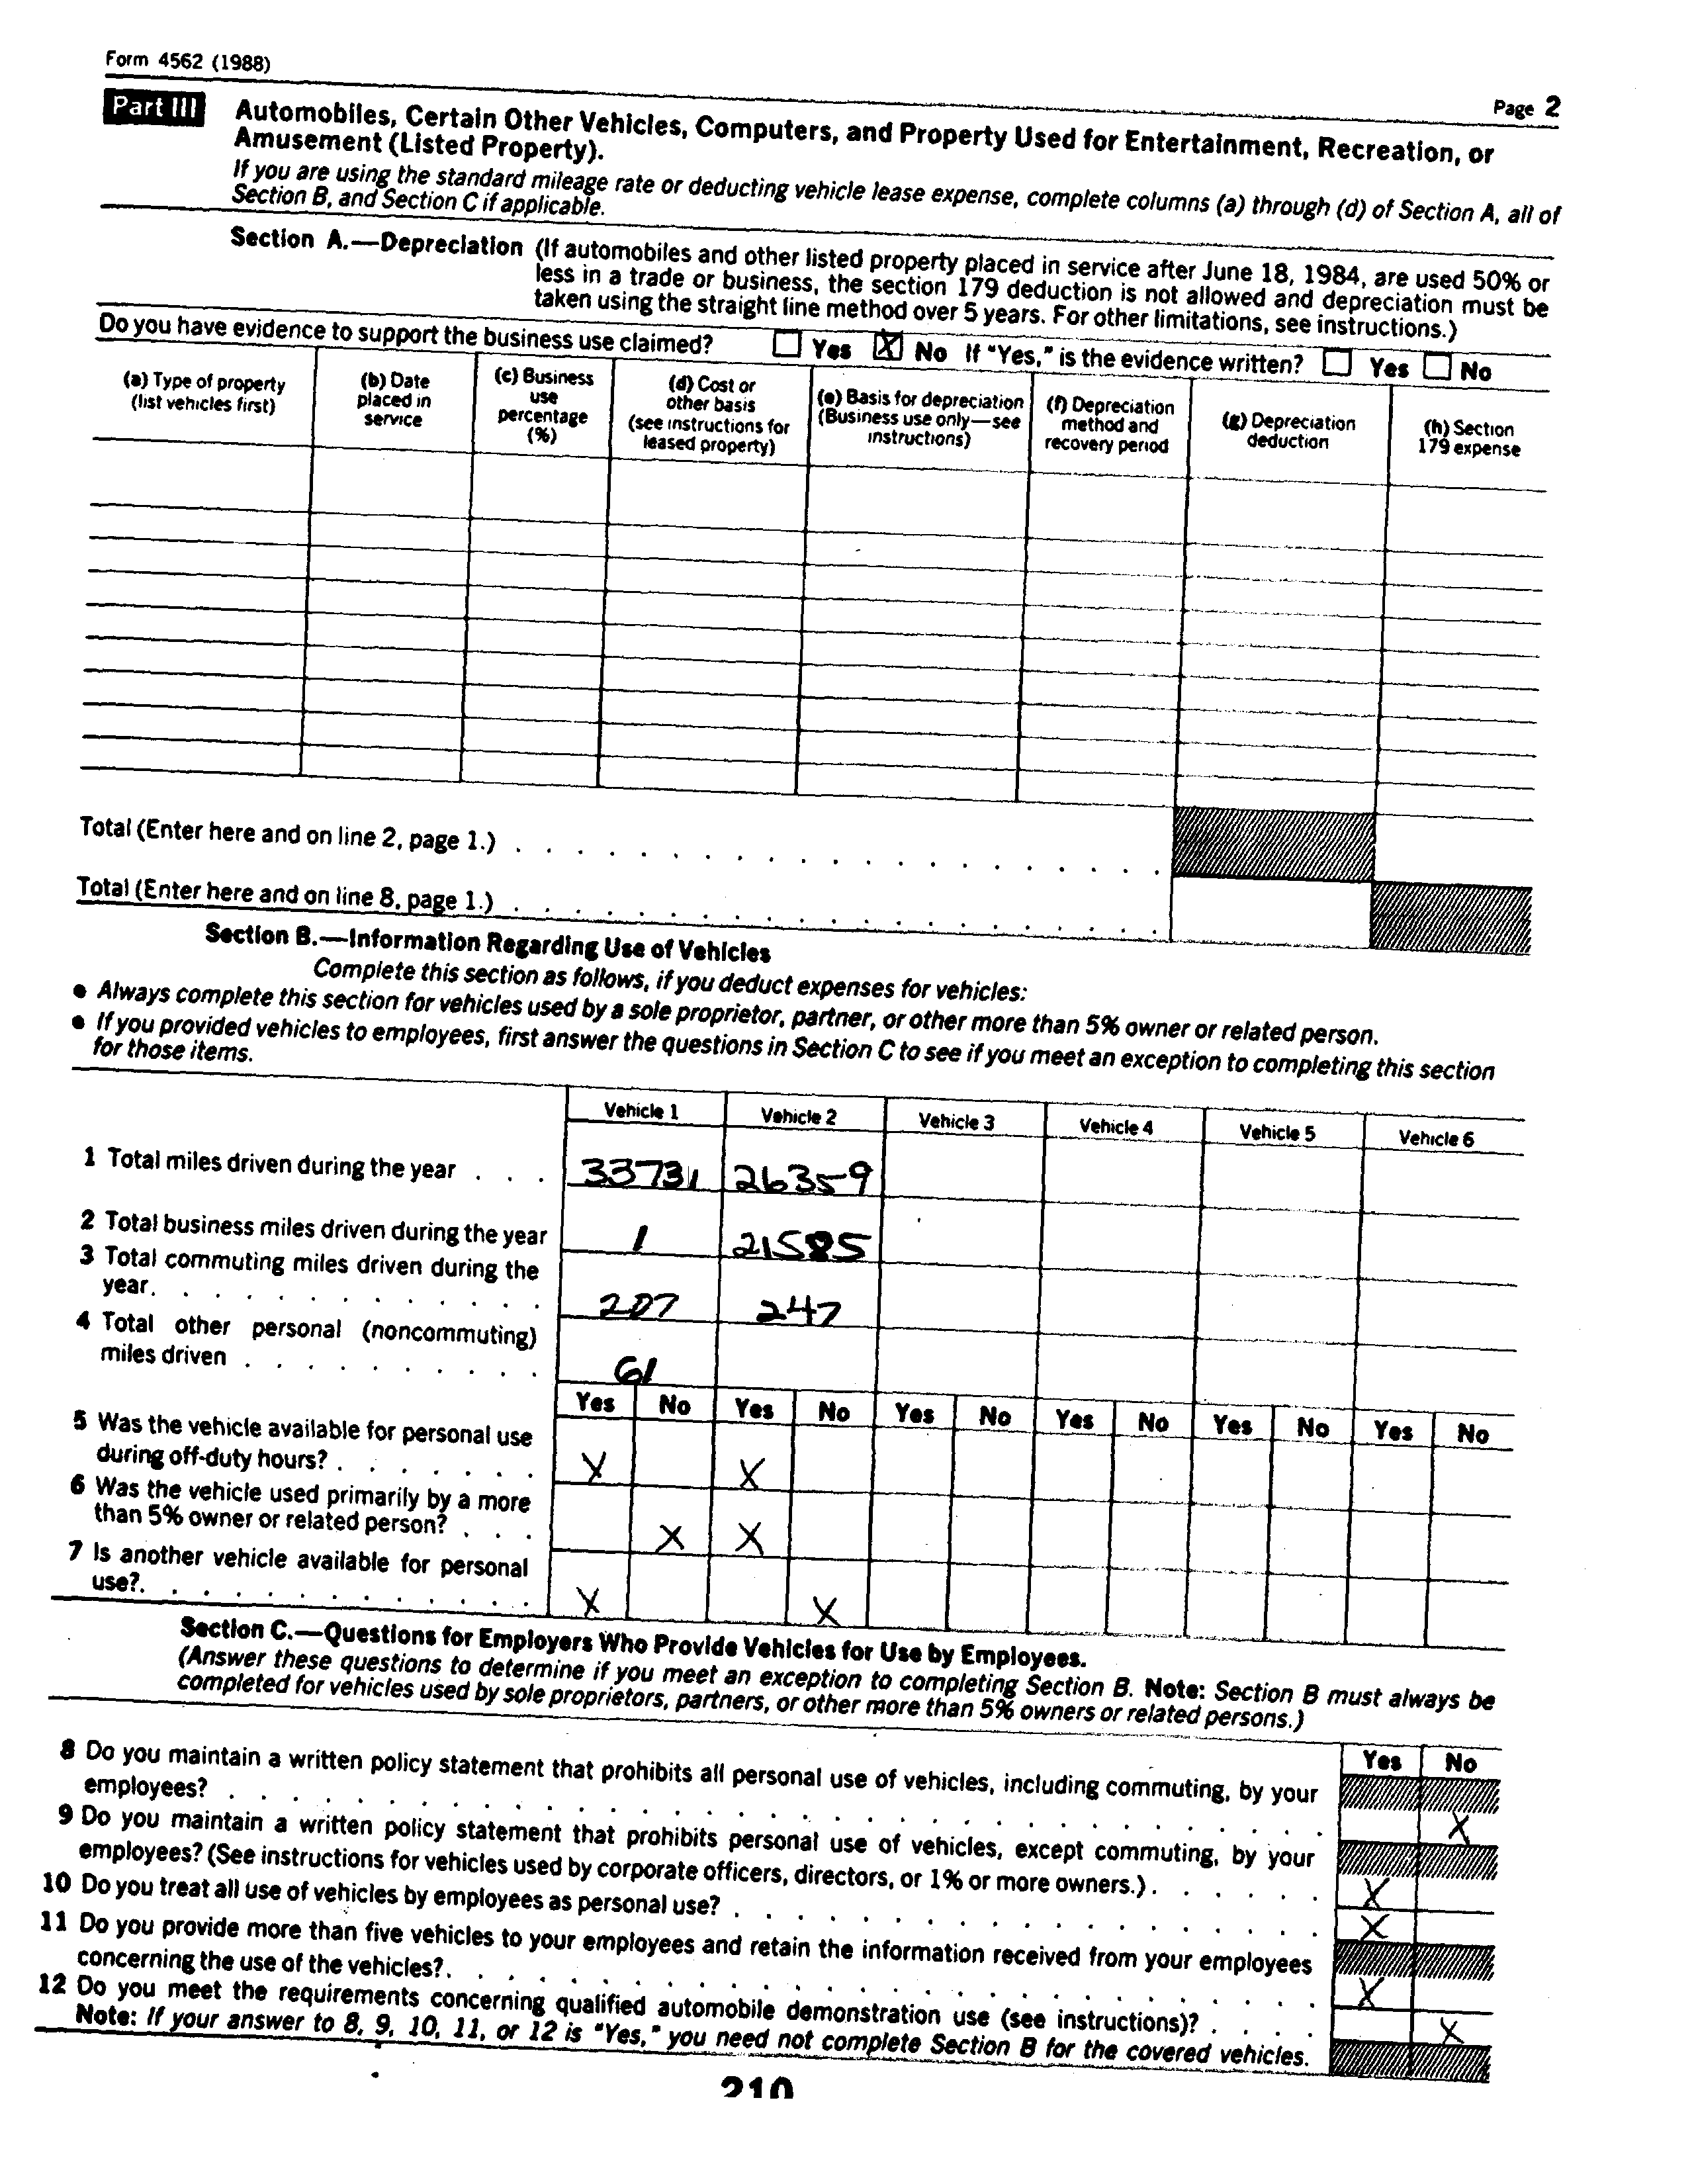 Form 4562 (1988)
Page 2
Part III Automobiles, Certain Other Vehicles, Computers, and Property Used for Entertainment, Recreation, or
Amusement (Listed Property).
If you are using the standard mileage rate or deducting vehicle lease expense, complete columns (a) through (d) of Section A, all of
Section B, and Section C if applicable.
Section A.—Depreciation (If automobiles and other listed property placed in service after June 18, 1984, are used 50% or
less in a trade or business, the section 179 deduction is not allowed and depreciation must be
taken using the straight line method over 5 years. For other limitations, see instructions.)
Do you have evidence to support the business use claimed? Yes X No If "Yes," is the evidence written? Yes No
(a) Type of property
(list vehicles first)
(b) Date
placed in
service
(c) Business
use
percentage
(%)
(d) Cost or
other basis
(see instructions for
leased property)
(e) Basis for depreciation
(Business use only—see
instructions)
(f) Depreciation
method and
recovery period
(g) Depreciation
deduction
(h) Section
179 expense
Total (Enter here and on line 2, page 1.)
Total (Enter here and on line 8, page 1.)
Section B.—Information Regarding Use of Vehicles
Complete this section as follows, if you deduct expenses for vehicles:
● Always complete this section for vehicles used by a sole proprietor, partner, or other more than 5% owner or related person.
● If you provided vehicles to employees, first answer the questions in Section C to see if you meet an exception to completing this section
for those items.
Vehicle 1 Vehicle 2 Vehicle 3 Vehicle 4 Vehicle 5 Vehicle 6
1 Total miles driven during the year . . . 33731 26359
2 Total business miles driven during the year 1 21585
3 Total commuting miles driven during the
year. . . . . . . . . . . . . 207 247
4 Total other personal (noncommuting)
miles driven . . . . . . . . . . 61
Yes No Yes No Yes No Yes No Yes No Yes No
5 Was the vehicle available for personal use
during off-duty hours? . . . . . . . X X
6 Was the vehicle used primarily by a more
than 5% owner or related person? . . . X X
7 Is another vehicle available for personal
use?. . . . . . . . . . . . . X X
Section C.—Questions for Employers Who Provide Vehicles for Use by Employees.
(Answer these questions to determine if you meet an exception to completing Section B. Note: Section B must always be
completed for vehicles used by sole proprietors, partners, or other more than 5% owners or related persons.)
Yes No
8 Do you maintain a written policy statement that prohibits all personal use of vehicles, including commuting, by your
employees? X
9 Do you maintain a written policy statement that prohibits personal use of vehicles, except commuting, by your
employees? (See instructions for vehicles used by corporate officers, directors, or 1% or more owners.) . . . . . . X
10 Do you treat all use of vehicles by employees as personal use? X
11 Do you provide more than five vehicles to your employees and retain the information received from your employees
concerning the use of the vehicles?. X
12 Do you meet the requirements concerning qualified automobile demonstration use (see instructions)? . . . . X
Note: If your answer to 8, 9, 10, 11, or 12 is "Yes," you need not complete Section B for the covered vehicles.
210